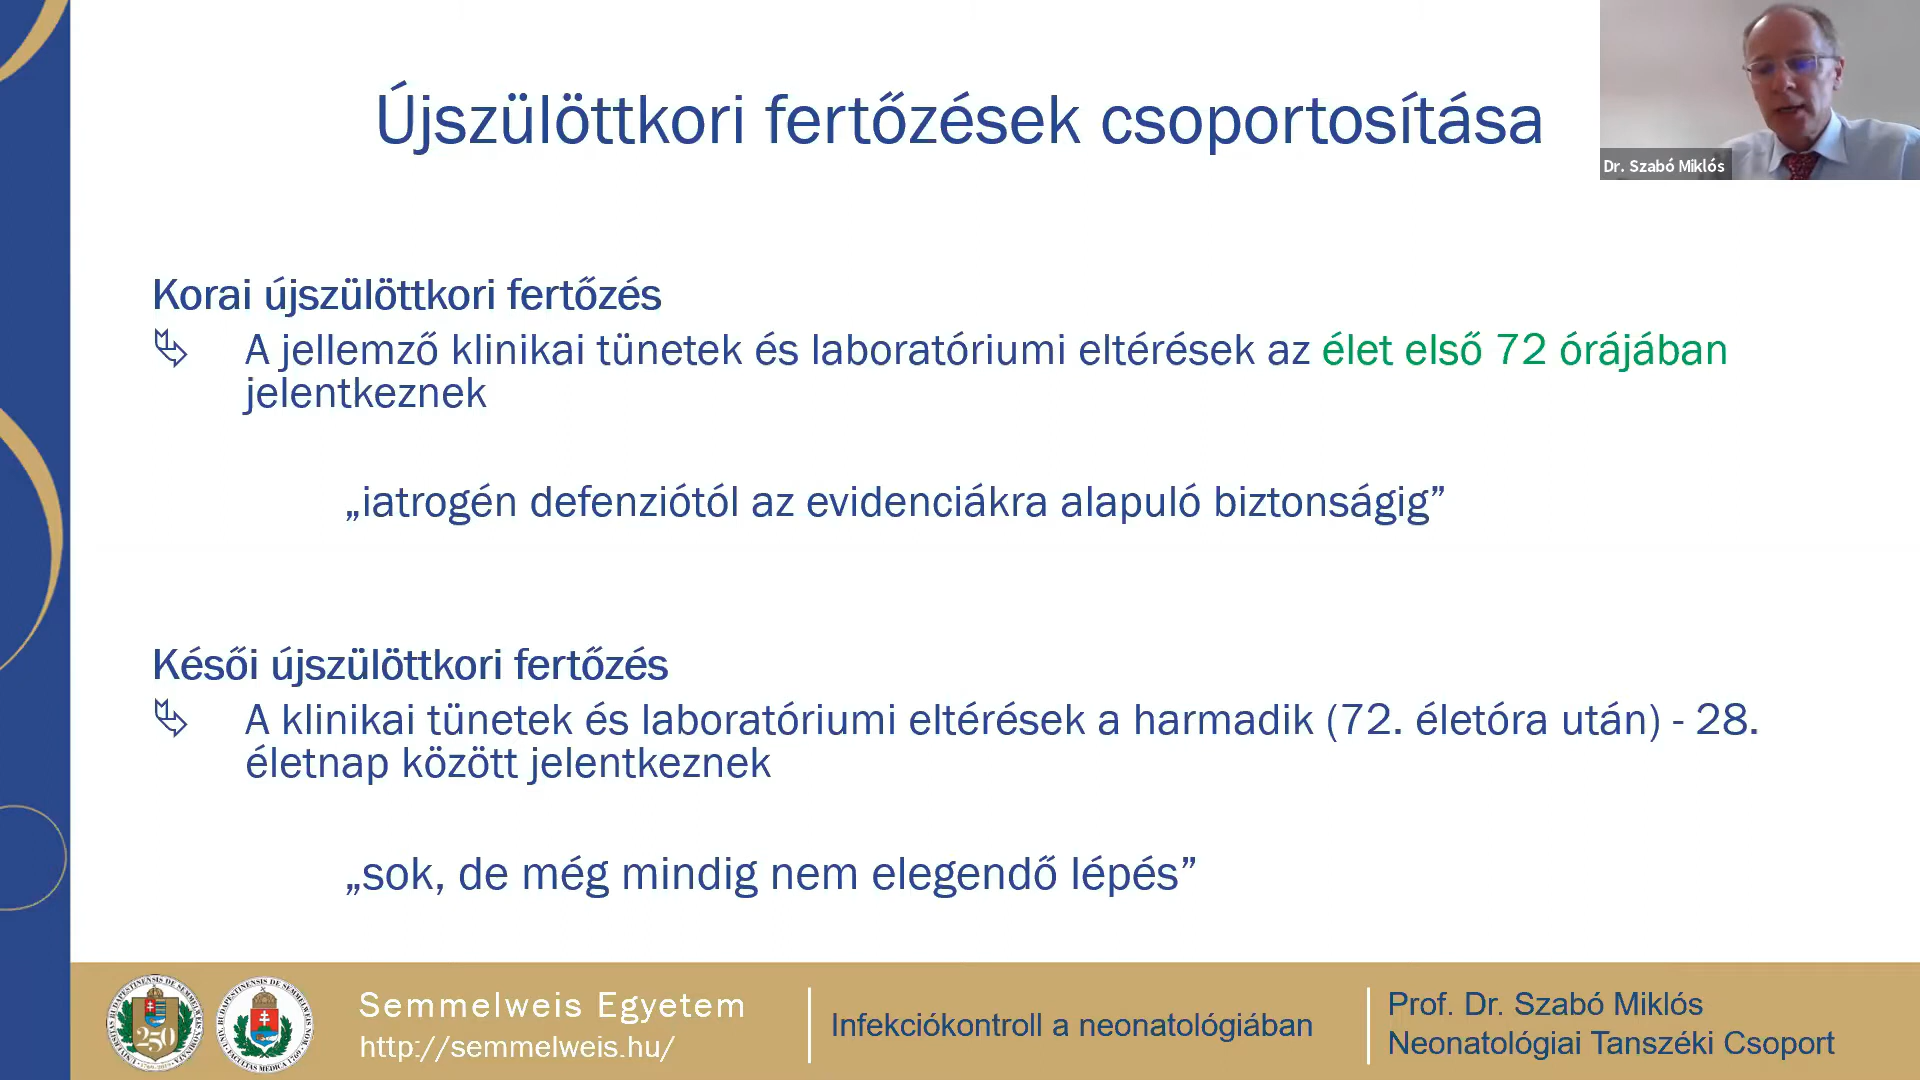 Újszülöttkori fertőzések csoportosítása
Dr. Szabó Miklós
Korai újszülöttkori fertőzés
A jellemző klinikai tünetek és laboratóriumi eltérések az élet első 72 órájában
jelentkeznek
„iatrogén defenziótól az evidenciákra alapuló biztonságig”
Késői újszülöttkori fertőzés
A klinikai tünetek és laboratóriumi eltérések a harmadik (72. életóra után) - 28.
életnap között jelentkeznek
„sok, de még mindig nem elegendő lépés”
250
Semmelweis Egyetem
http://semmelweis.hu/
Infekciókontroll a neonatológiában
Prof. Dr. Szabó Miklós
Neonatológiai Tanszéki Csoport